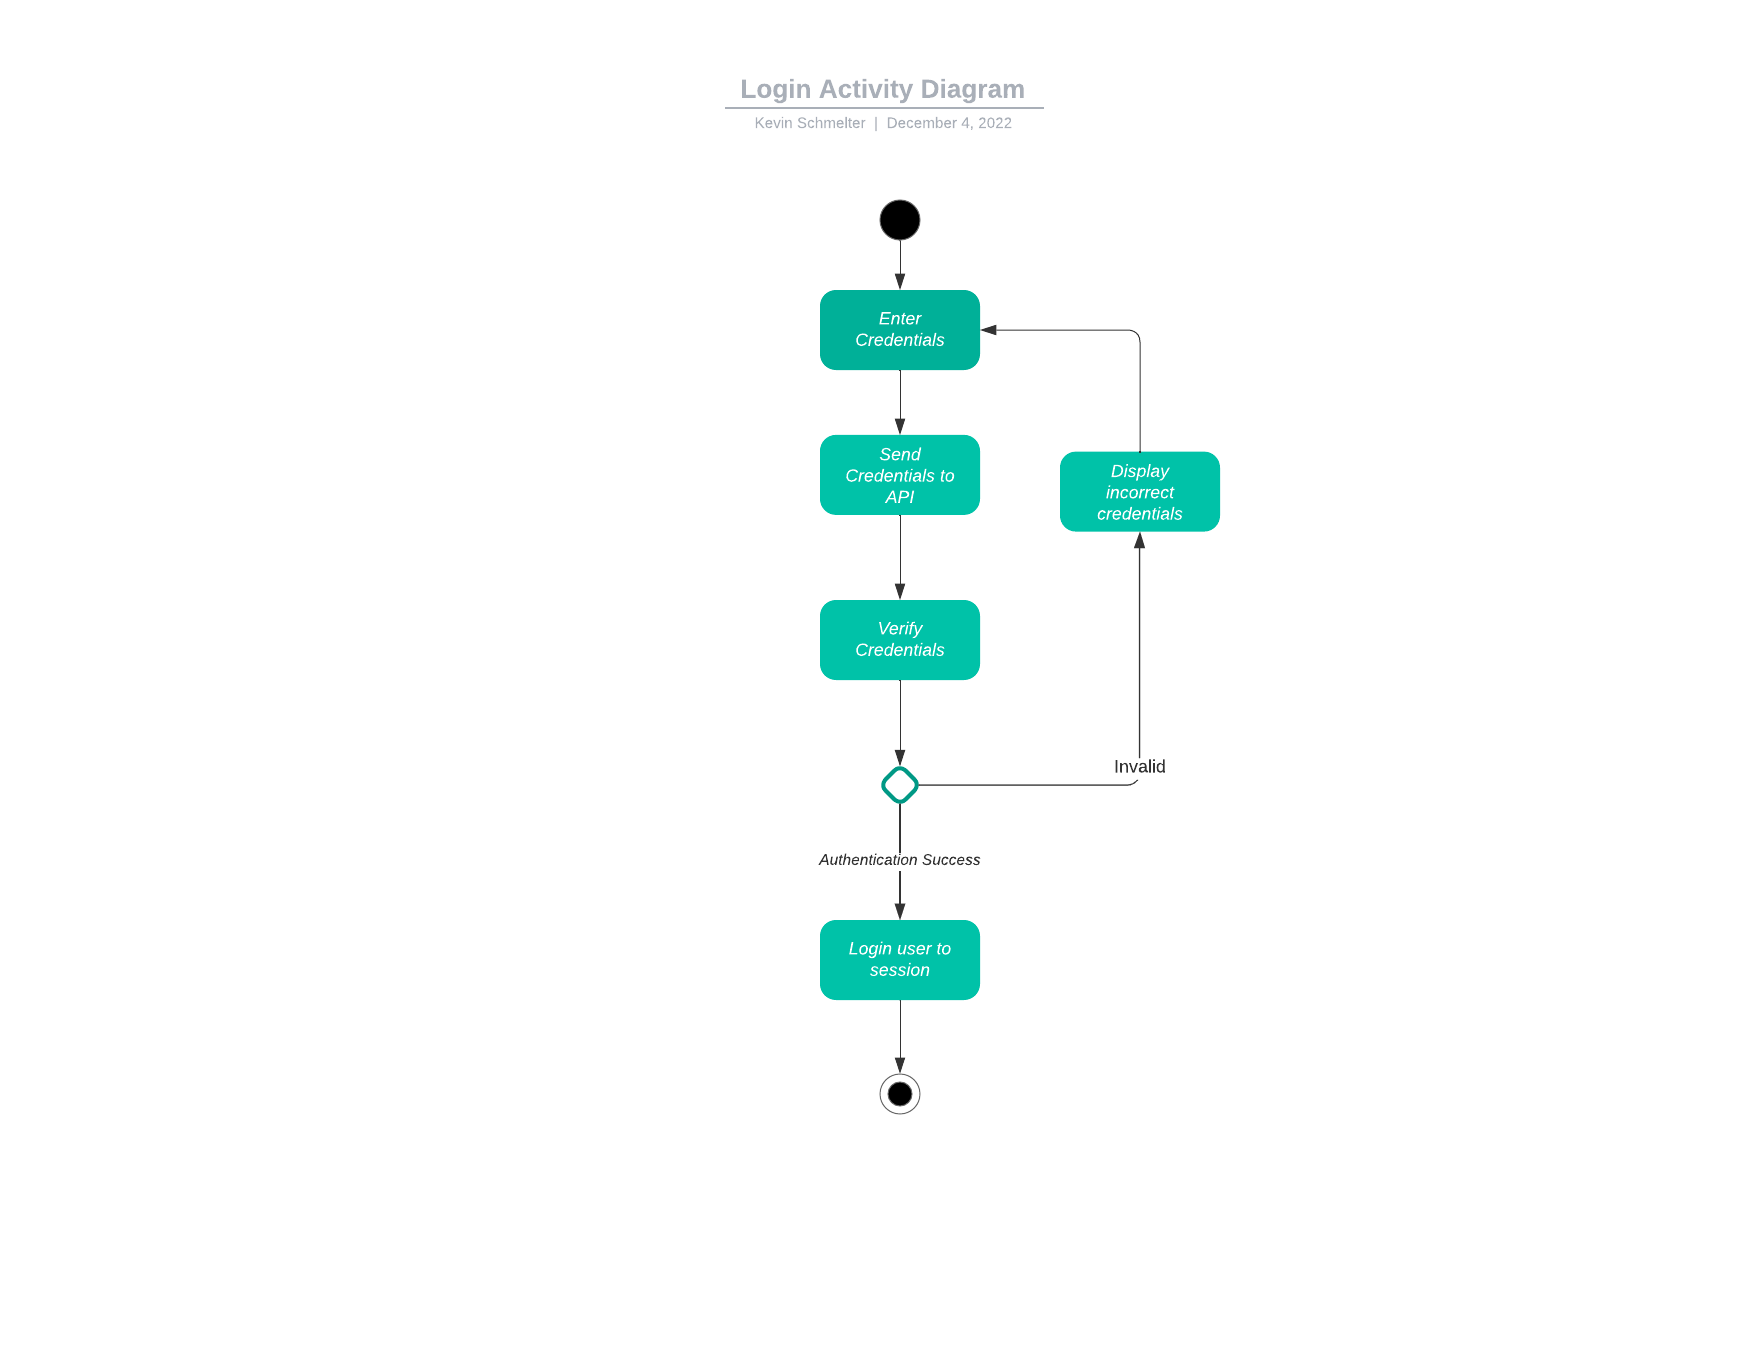 Login Activity Diagram
Kevin Schmelter | December 4, 2022
Enter
Credentials
Send
Credentials to
API
Display
incorrect
credentials
Verify
Credentials
Invalid
Authentication Success
Login user to
session